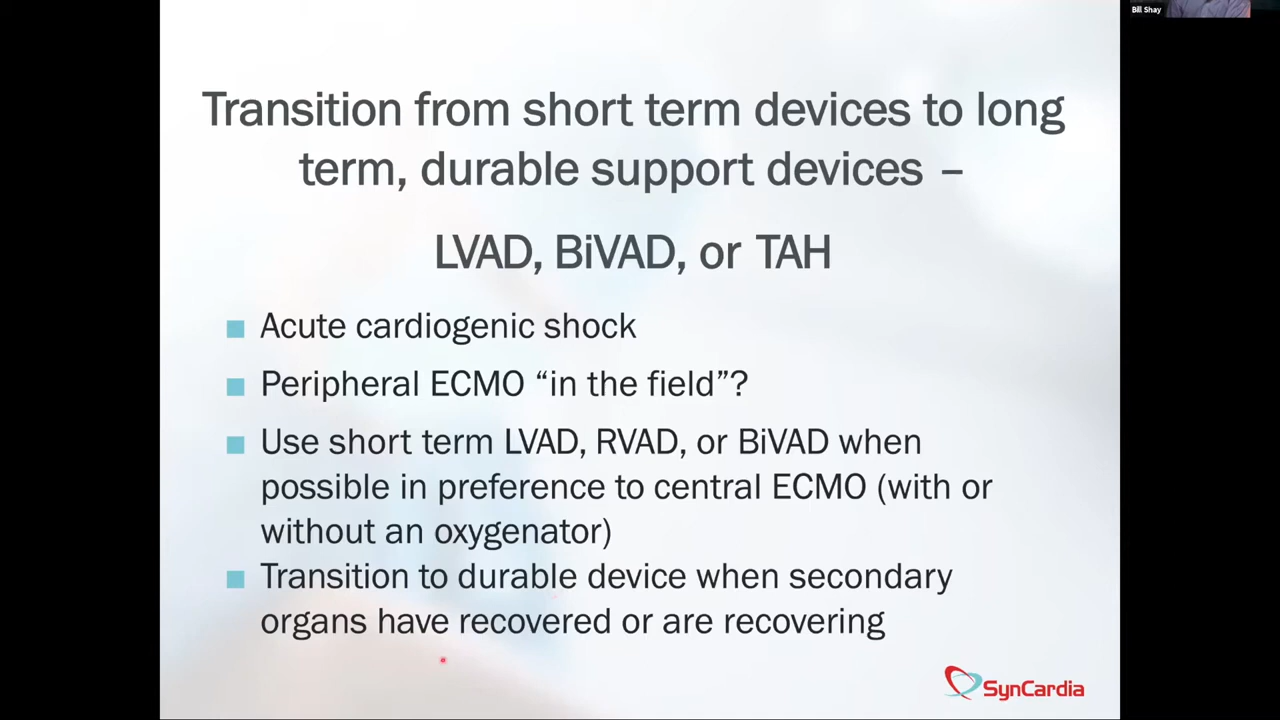 Bill Shay
Transition from short term devices to long
term, durable support devices –
LVAD, BiVAD, or TAH
Acute cardiogenic shock
Peripheral ECMO “in the field”?
Use short term LVAD, RVAD, or BiVAD when
possible in preference to central ECMO (with or
without an oxygenator)
Transition to durable device when secondary
organs have recovered or are recovering
SynCardia